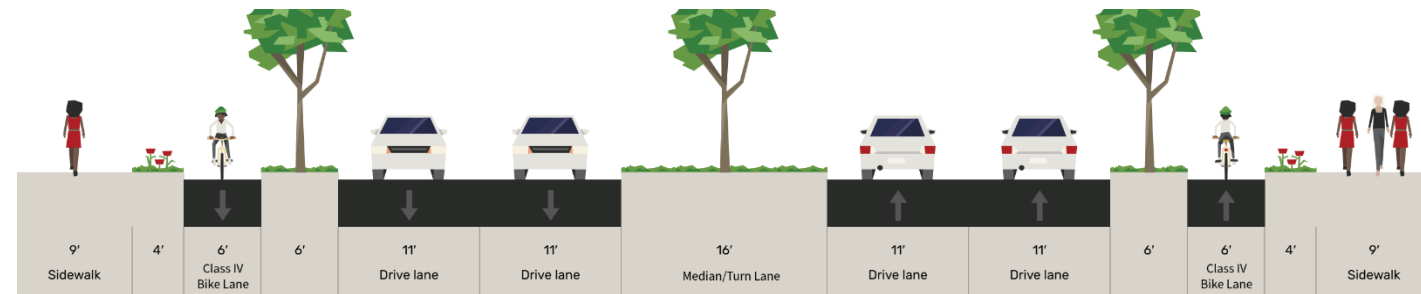 9’
Sidewalk
4’
6’
Class IV
Bike Lane
6’
11’
Drive lane
11’
Drive lane
16’
Median/Turn Lane
11’
Drive lane
11’
Drive lane
6’
6’
Class IV
Bike Lane
4’
9’
Sidewalk